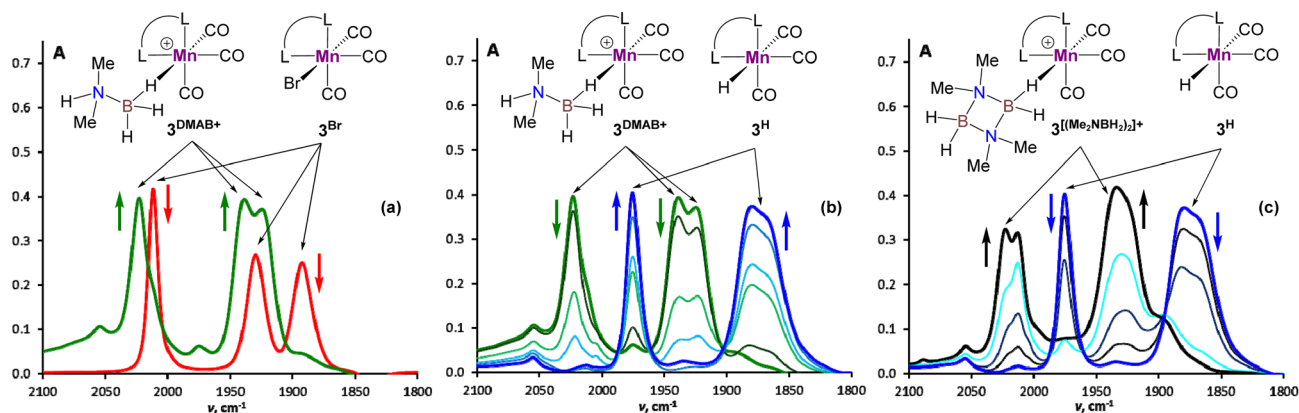 A
L
L
⊕
Mn
CO
CO
CO
H
Me
H
N
B
H
H
Me
3DMAB+
L
L
Mn
Br
CO
CO
CO
3Br
(a)
0.7
0.6
0.5
0.4
0.3
0.2
0.1
0.0
2100 2050 2000 1950 1900 1850 1800
ν, cm-1
A
L
L
⊕
Mn
CO
CO
CO
H
Me
H
N
B
H
H
Me
3DMAB+
L
L
Mn
H
CO
CO
CO
3H
(b)
0.7
0.6
0.5
0.4
0.3
0.2
0.1
0.0
2100 2050 2000 1950 1900 1850 1800
ν, cm-1
A
L
L
⊕
Mn
CO
CO
CO
H
Me
Me
N
B
H
H
B
H
N
Me
Me
3[(Me2NBH2)2]+
L
L
Mn
H
CO
CO
CO
3H
(c)
0.7
0.6
0.5
0.4
0.3
0.2
0.1
0.0
2100 2050 2000 1950 1900 1850 1800
ν, cm-1